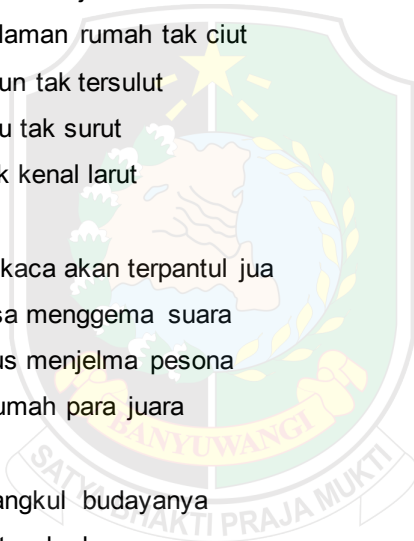 laman rumah tak ciut
un tak tersulut
u tak surut
k kenal larut
kaca akan terpantul jua
sa menggema suara
us menjelma pesona
umah para juara
BANYUWANGI
SATYA BHAKTI PRAJA MUKTI
angkul budayanya